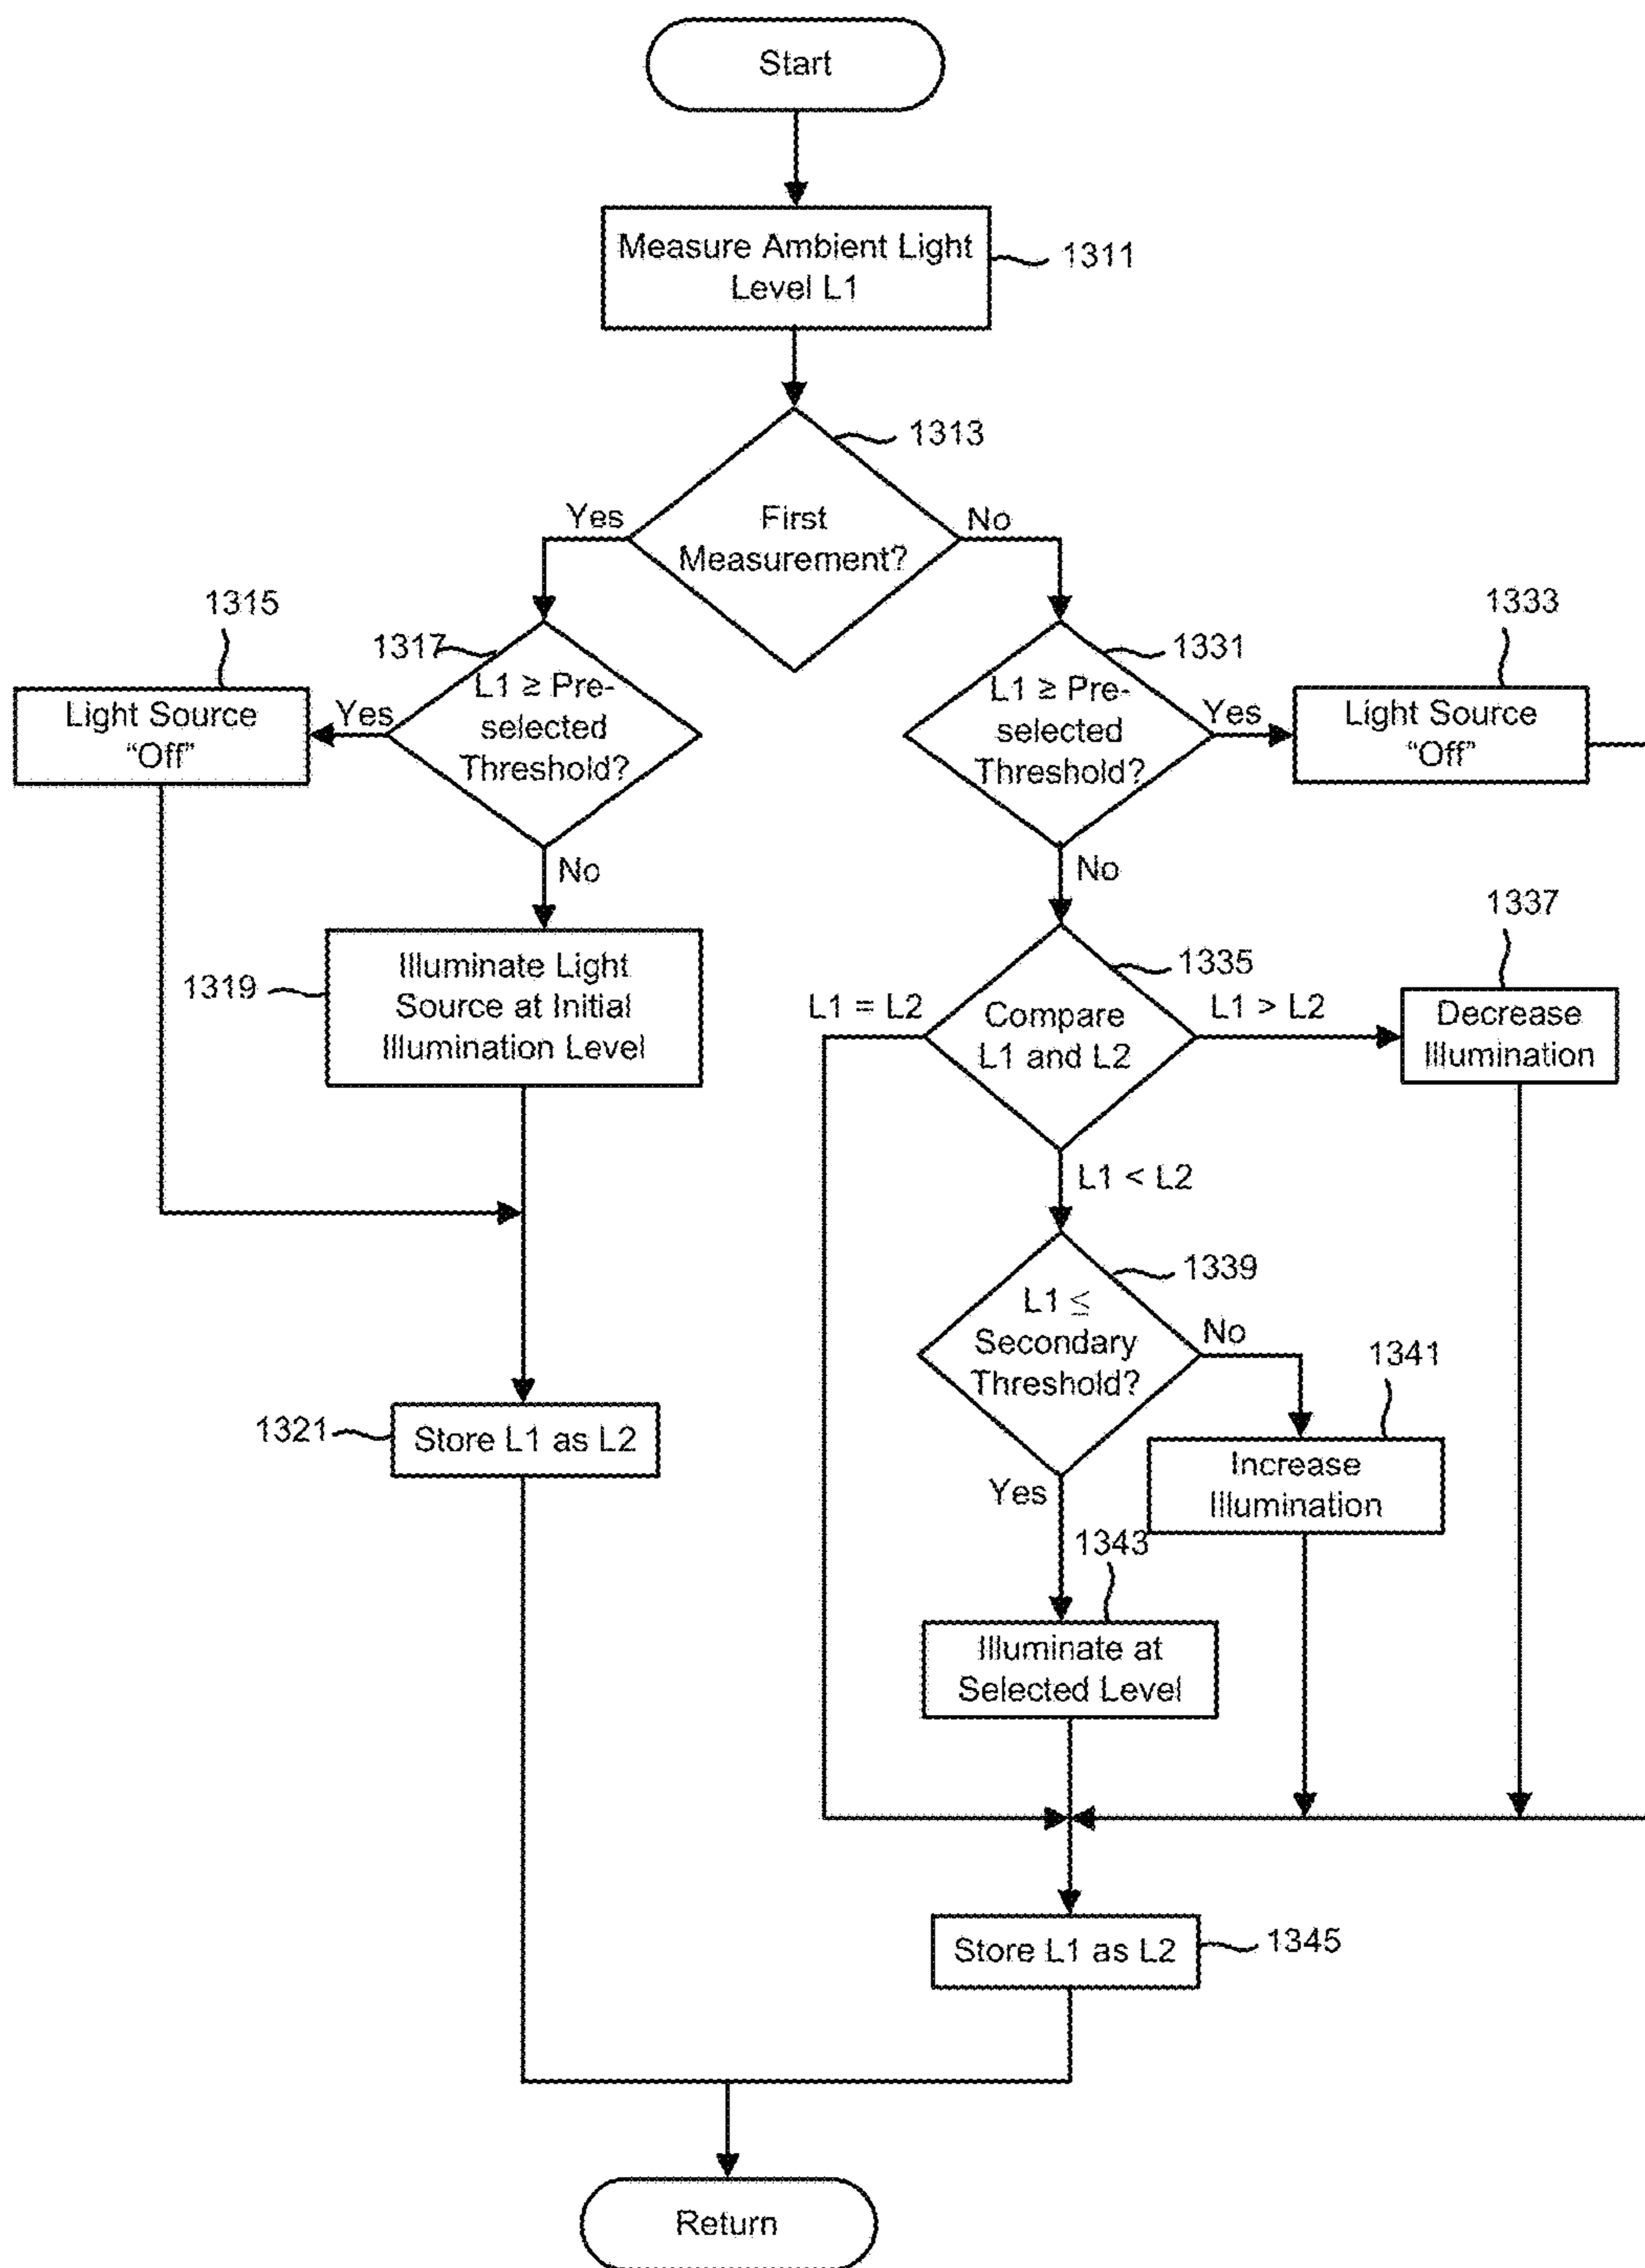 Start
Measure Ambient Light
Level L1
1311
1313
First
Measurement?
Yes
No
1315
1317
L1 ≥ Pre-
selected
Threshold?
Yes
Light Source
“Off”
No
1331
L1 ≥ Pre-
selected
Threshold?
Yes
1333
Light Source
“Off”
No
1319
Illuminate Light
Source at Initial
Illumination Level
1335
Compare
L1 and L2
L1 = L2
L1 > L2
1337
Decrease
Illumination
L1 < L2
1339
L1 ≦
Secondary
Threshold?
No
1341
Increase
Illumination
Yes
1343
Illuminate at
Selected Level
1321
Store L1 as L2
Store L1 as L2
1345
Return